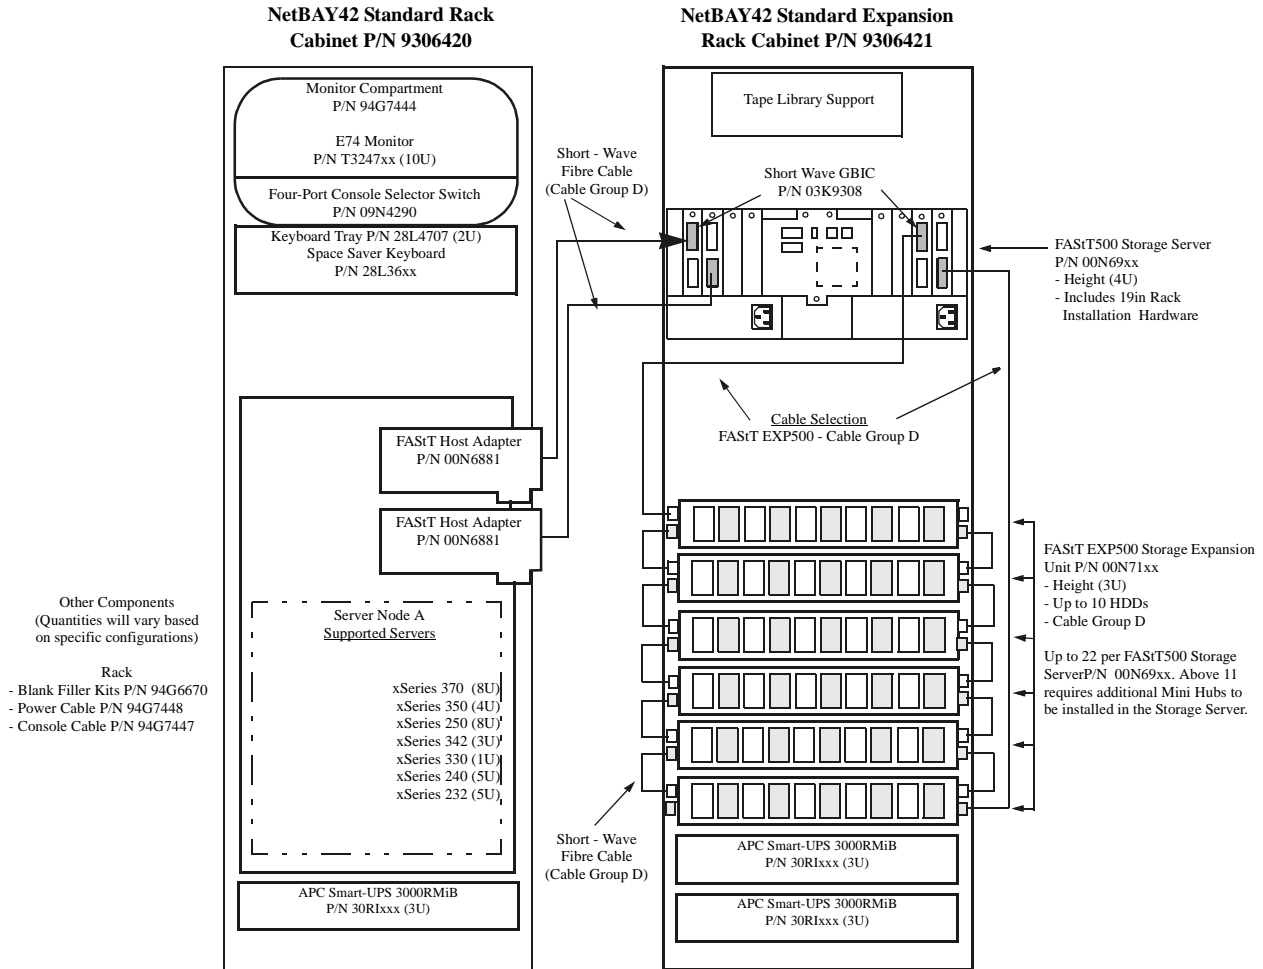 NetBAY42 Standard Rack
Cabinet P/N 9306420
NetBAY42 Standard Expansion
Rack Cabinet P/N 9306421
Monitor Compartment
P/N 94G7444
E74 Monitor
P/N T3247xx (10U)
Four-Port Console Selector Switch
P/N 09N4290
Keyboard Tray P/N 28L4707 (2U)
Space Saver Keyboard
P/N 28L36xx
Short - Wave
Fibre Cable
(Cable Group D)
Tape Library Support
Short Wave GBIC
P/N 03K9308
FAStT500 Storage Server
P/N 00N69xx
- Height (4U)
- Includes 19in Rack
Installation Hardware
Cable Selection
FAStT EXP500 - Cable Group D
FAStT Host Adapter
P/N 00N6881
FAStT Host Adapter
P/N 00N6881
FAStT EXP500 Storage Expansion
Unit P/N 00N71xx
- Height (3U)
- Up to 10 HDDs
- Cable Group D
Up to 22 per FAStT500 Storage
ServerP/N 00N69xx. Above 11
requires additional Mini Hubs to
be installed in the Storage Server.
Other Components
(Quantities will vary based
on specific configurations)
Rack
- Blank Filler Kits P/N 94G6670
- Power Cable P/N 94G7448
- Console Cable P/N 94G7447
Server Node A
Supported Servers
xSeries 370 (8U)
xSeries 350 (4U)
xSeries 250 (8U)
xSeries 342 (3U)
xSeries 330 (1U)
xSeries 240 (5U)
xSeries 232 (5U)
Short - Wave
Fibre Cable
(Cable Group D)
APC Smart-UPS 3000RMiB
P/N 30RIxxx (3U)
APC Smart-UPS 3000RMiB
P/N 30RIxxx (3U)
APC Smart-UPS 3000RMiB
P/N 30RIxxx (3U)